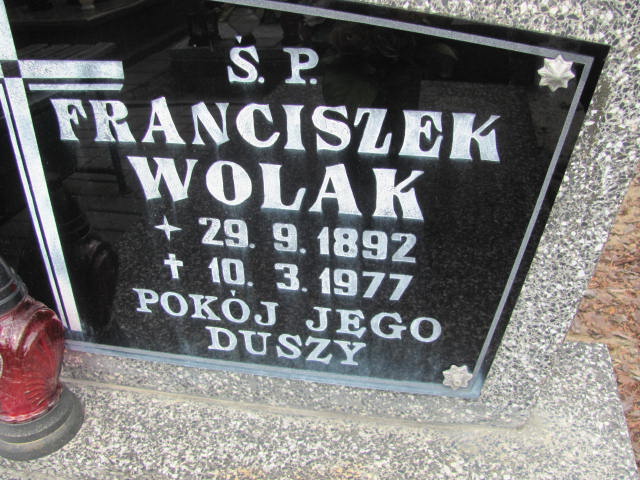 Ś. P.
FRANCISZEK
WOLAK
29. 9. 1892
✝ 10. 3. 1977
POKÓJ JEGO
DUSZY